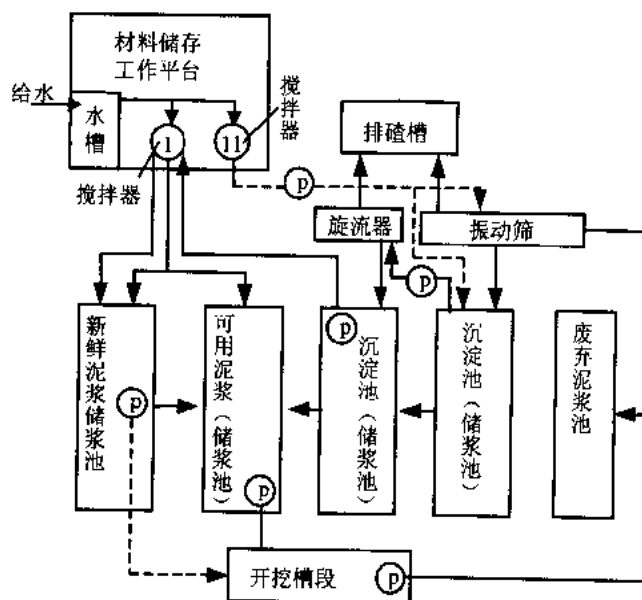 材料储存
工作平台
给水
水槽
1
11
搅拌器
搅拌器
排碴槽
p
旋流器
振动筛
p
新鲜泥浆储浆池
p
可用泥浆（储浆池）
p
p
沉淀池（储浆池）
沉淀池（储浆池）
废弃泥浆池
开挖槽段
p